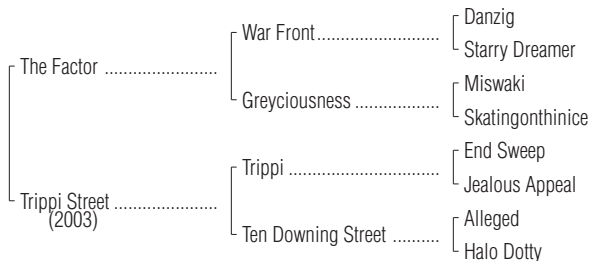 Danzig
War Front
Starry Dreamer
The Factor
Miswaki
Greyciousness
Skatingonthinice
End Sweep
Trippi
Jealous Appeal
Trippi Street
(2003)
Alleged
Ten Downing Street
Halo Dotty